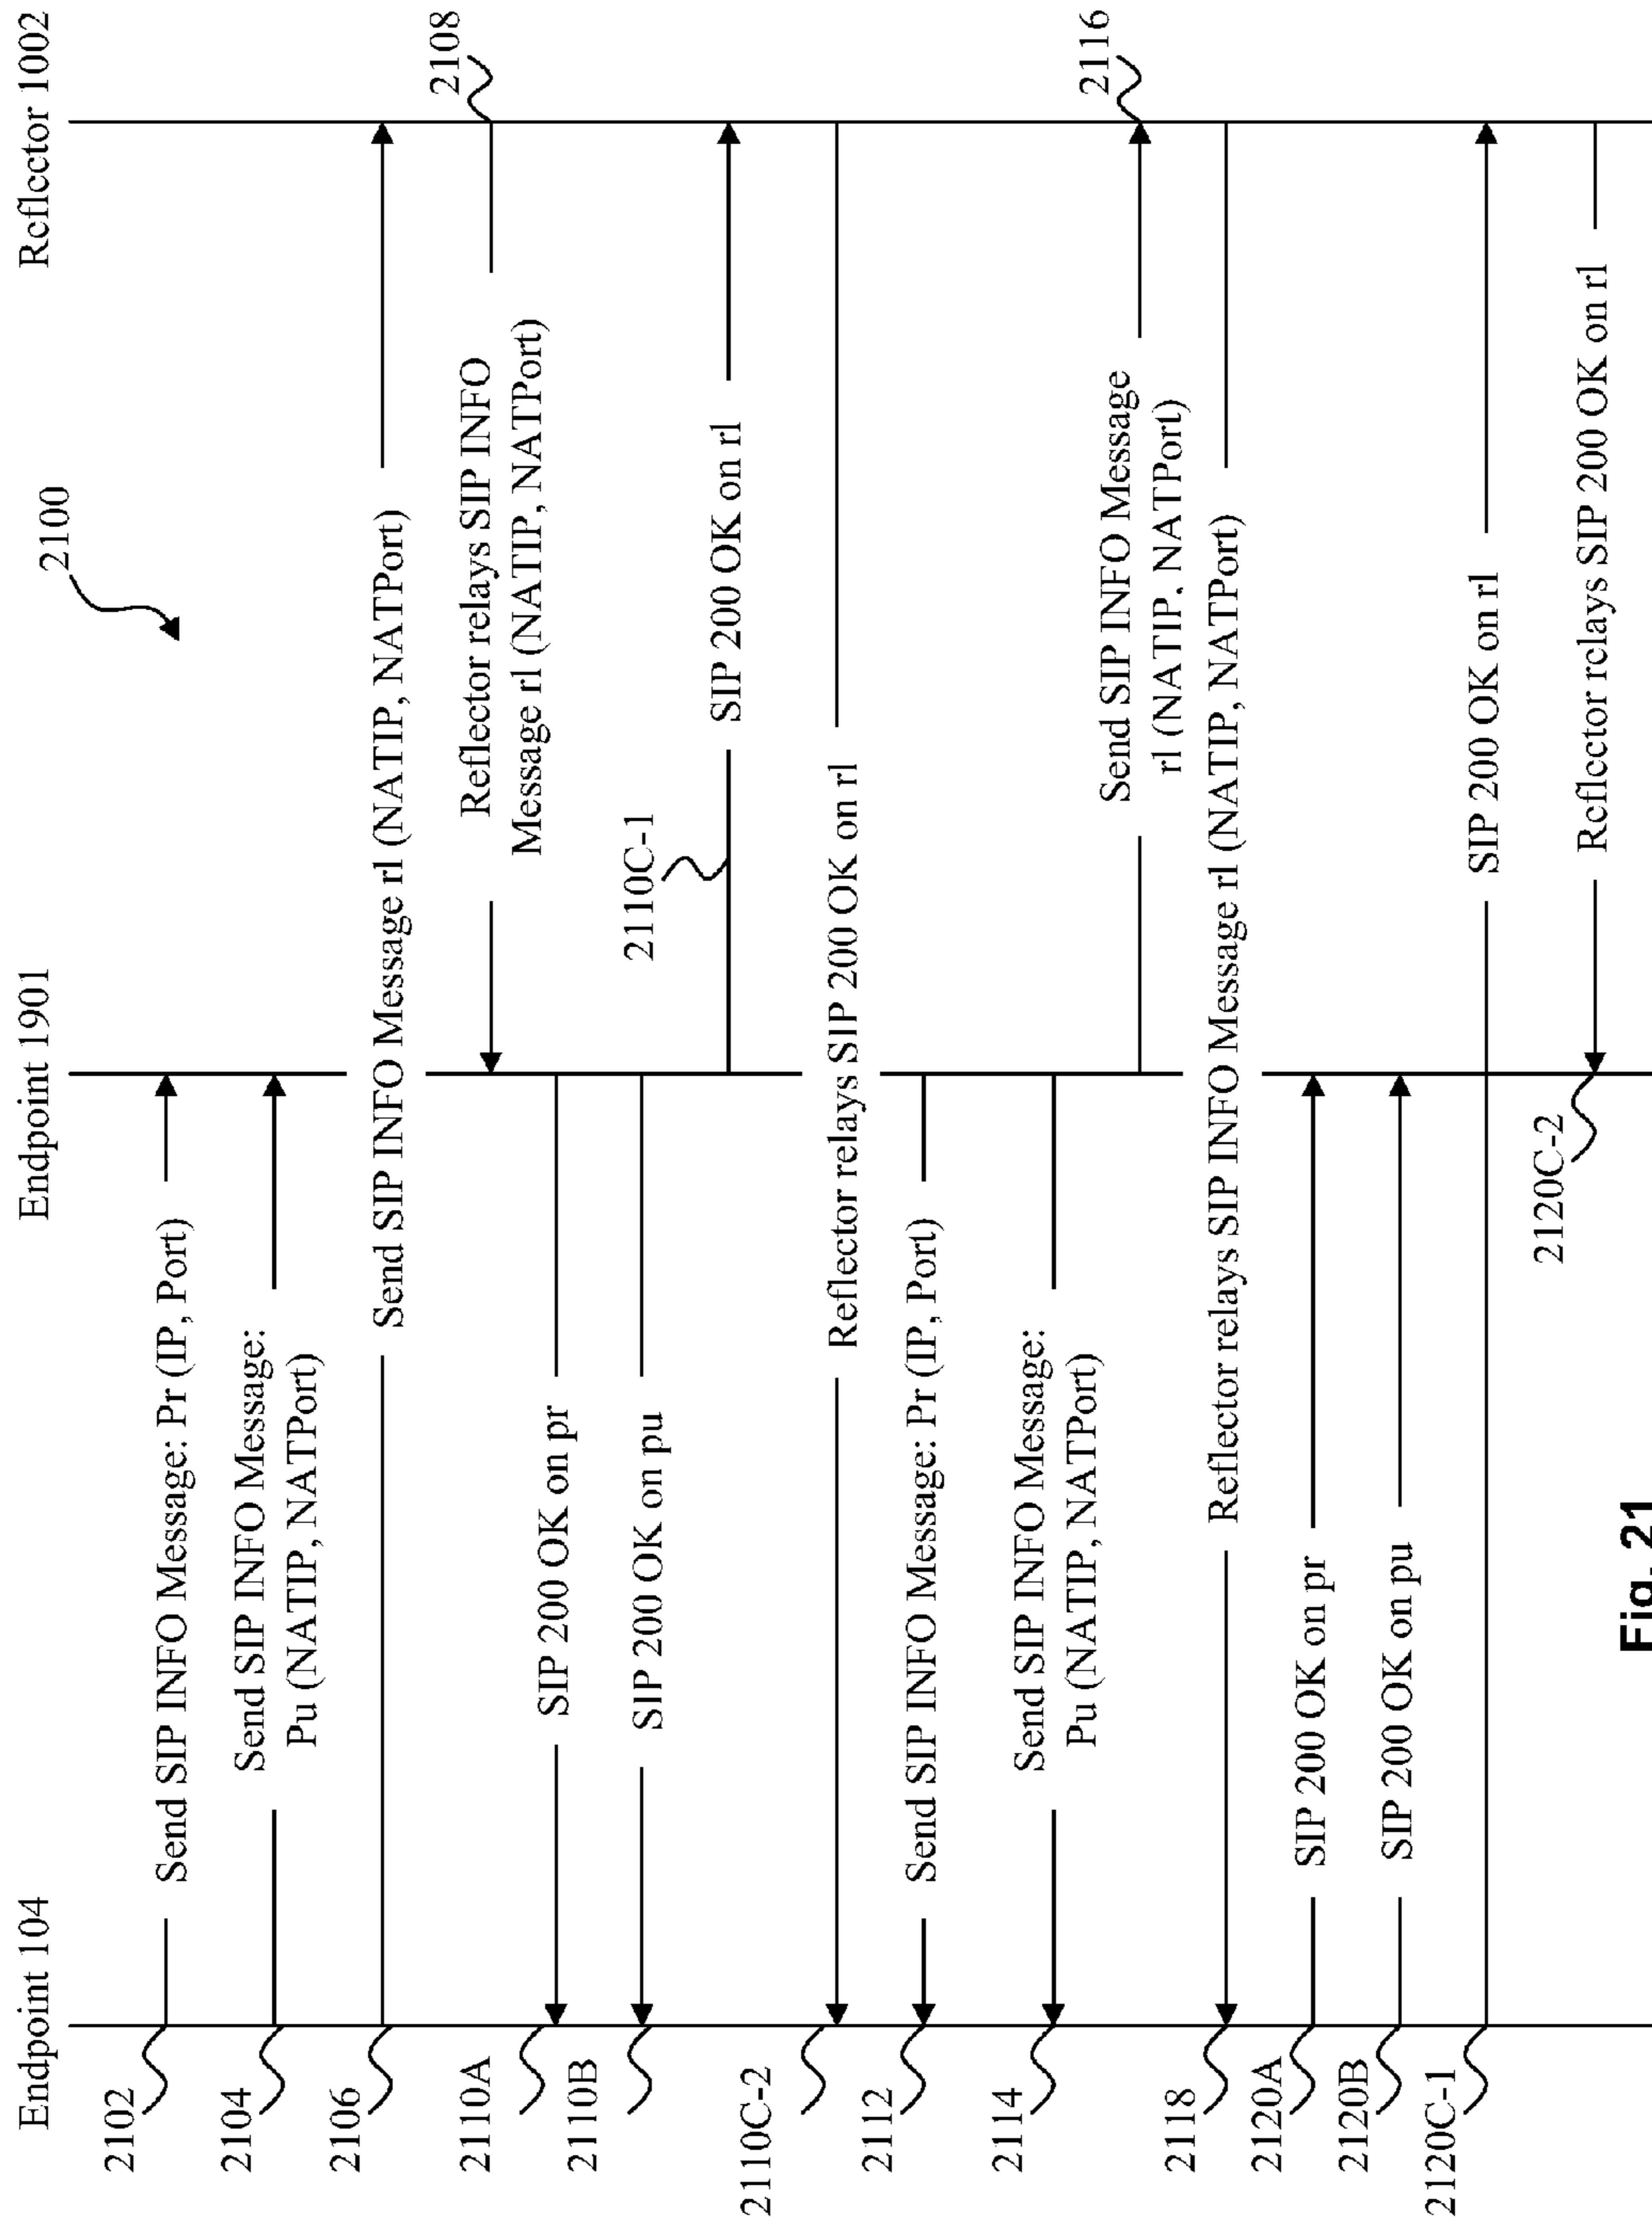 2100
Endpoint 104
Endpoint 1901
Reflector 1002
2102
Send SIP INFO Message: Pr (IP, Port)
2104
Send SIP INFO Message:
Pu (NATIP, NATPort)
2106
Send SIP INFO Message rl (NATIP, NATPort)
2108
Reflector relays SIP INFO
Message rl (NATIP, NATPort)
2110A
SIP 200 OK on pr
2110B
SIP 200 OK on pu
2110C-1
SIP 200 OK on rl
2110C-2
Reflector relays SIP 200 OK on rl
2112
Send SIP INFO Message: Pr (IP, Port)
2114
Send SIP INFO Message:
Pu (NATIP, NATPort)
2116
Send SIP INFO Message
rl (NATIP, NATPort)
2118
Reflector relays SIP INFO Message rl (NATIP, NATPort)
2120A
SIP 200 OK on pr
2120B
SIP 200 OK on pu
2120C-1
SIP 200 OK on rl
2120C-2
Reflector relays SIP 200 OK on rl
Fig. 21